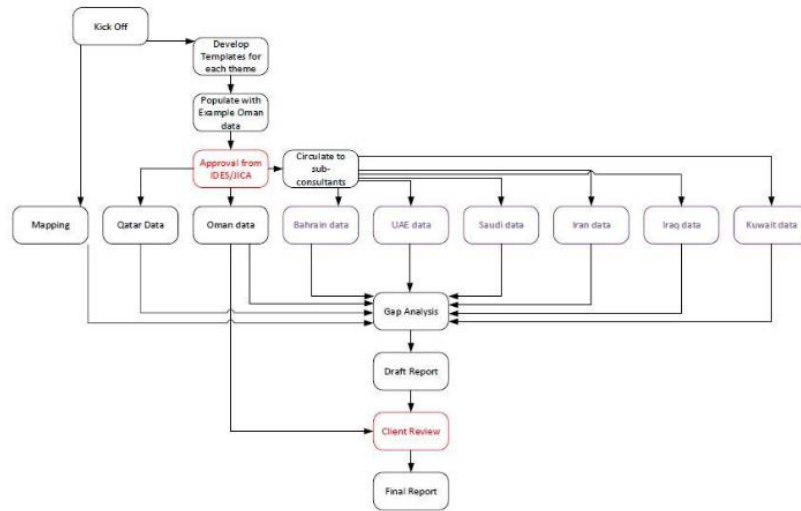 Kick Off
Develop
Templates for
each theme
Populate with
Example Oman
data
Approval from
IDES/JICA
Circulate to
sub-
consultants
Mapping
Qatar Data
Oman data
Bahrain data
UAE data
Saudi data
Iran data
Iraq data
Kuwait data
Gap Analysis
Draft Report
Client Review
Final Report